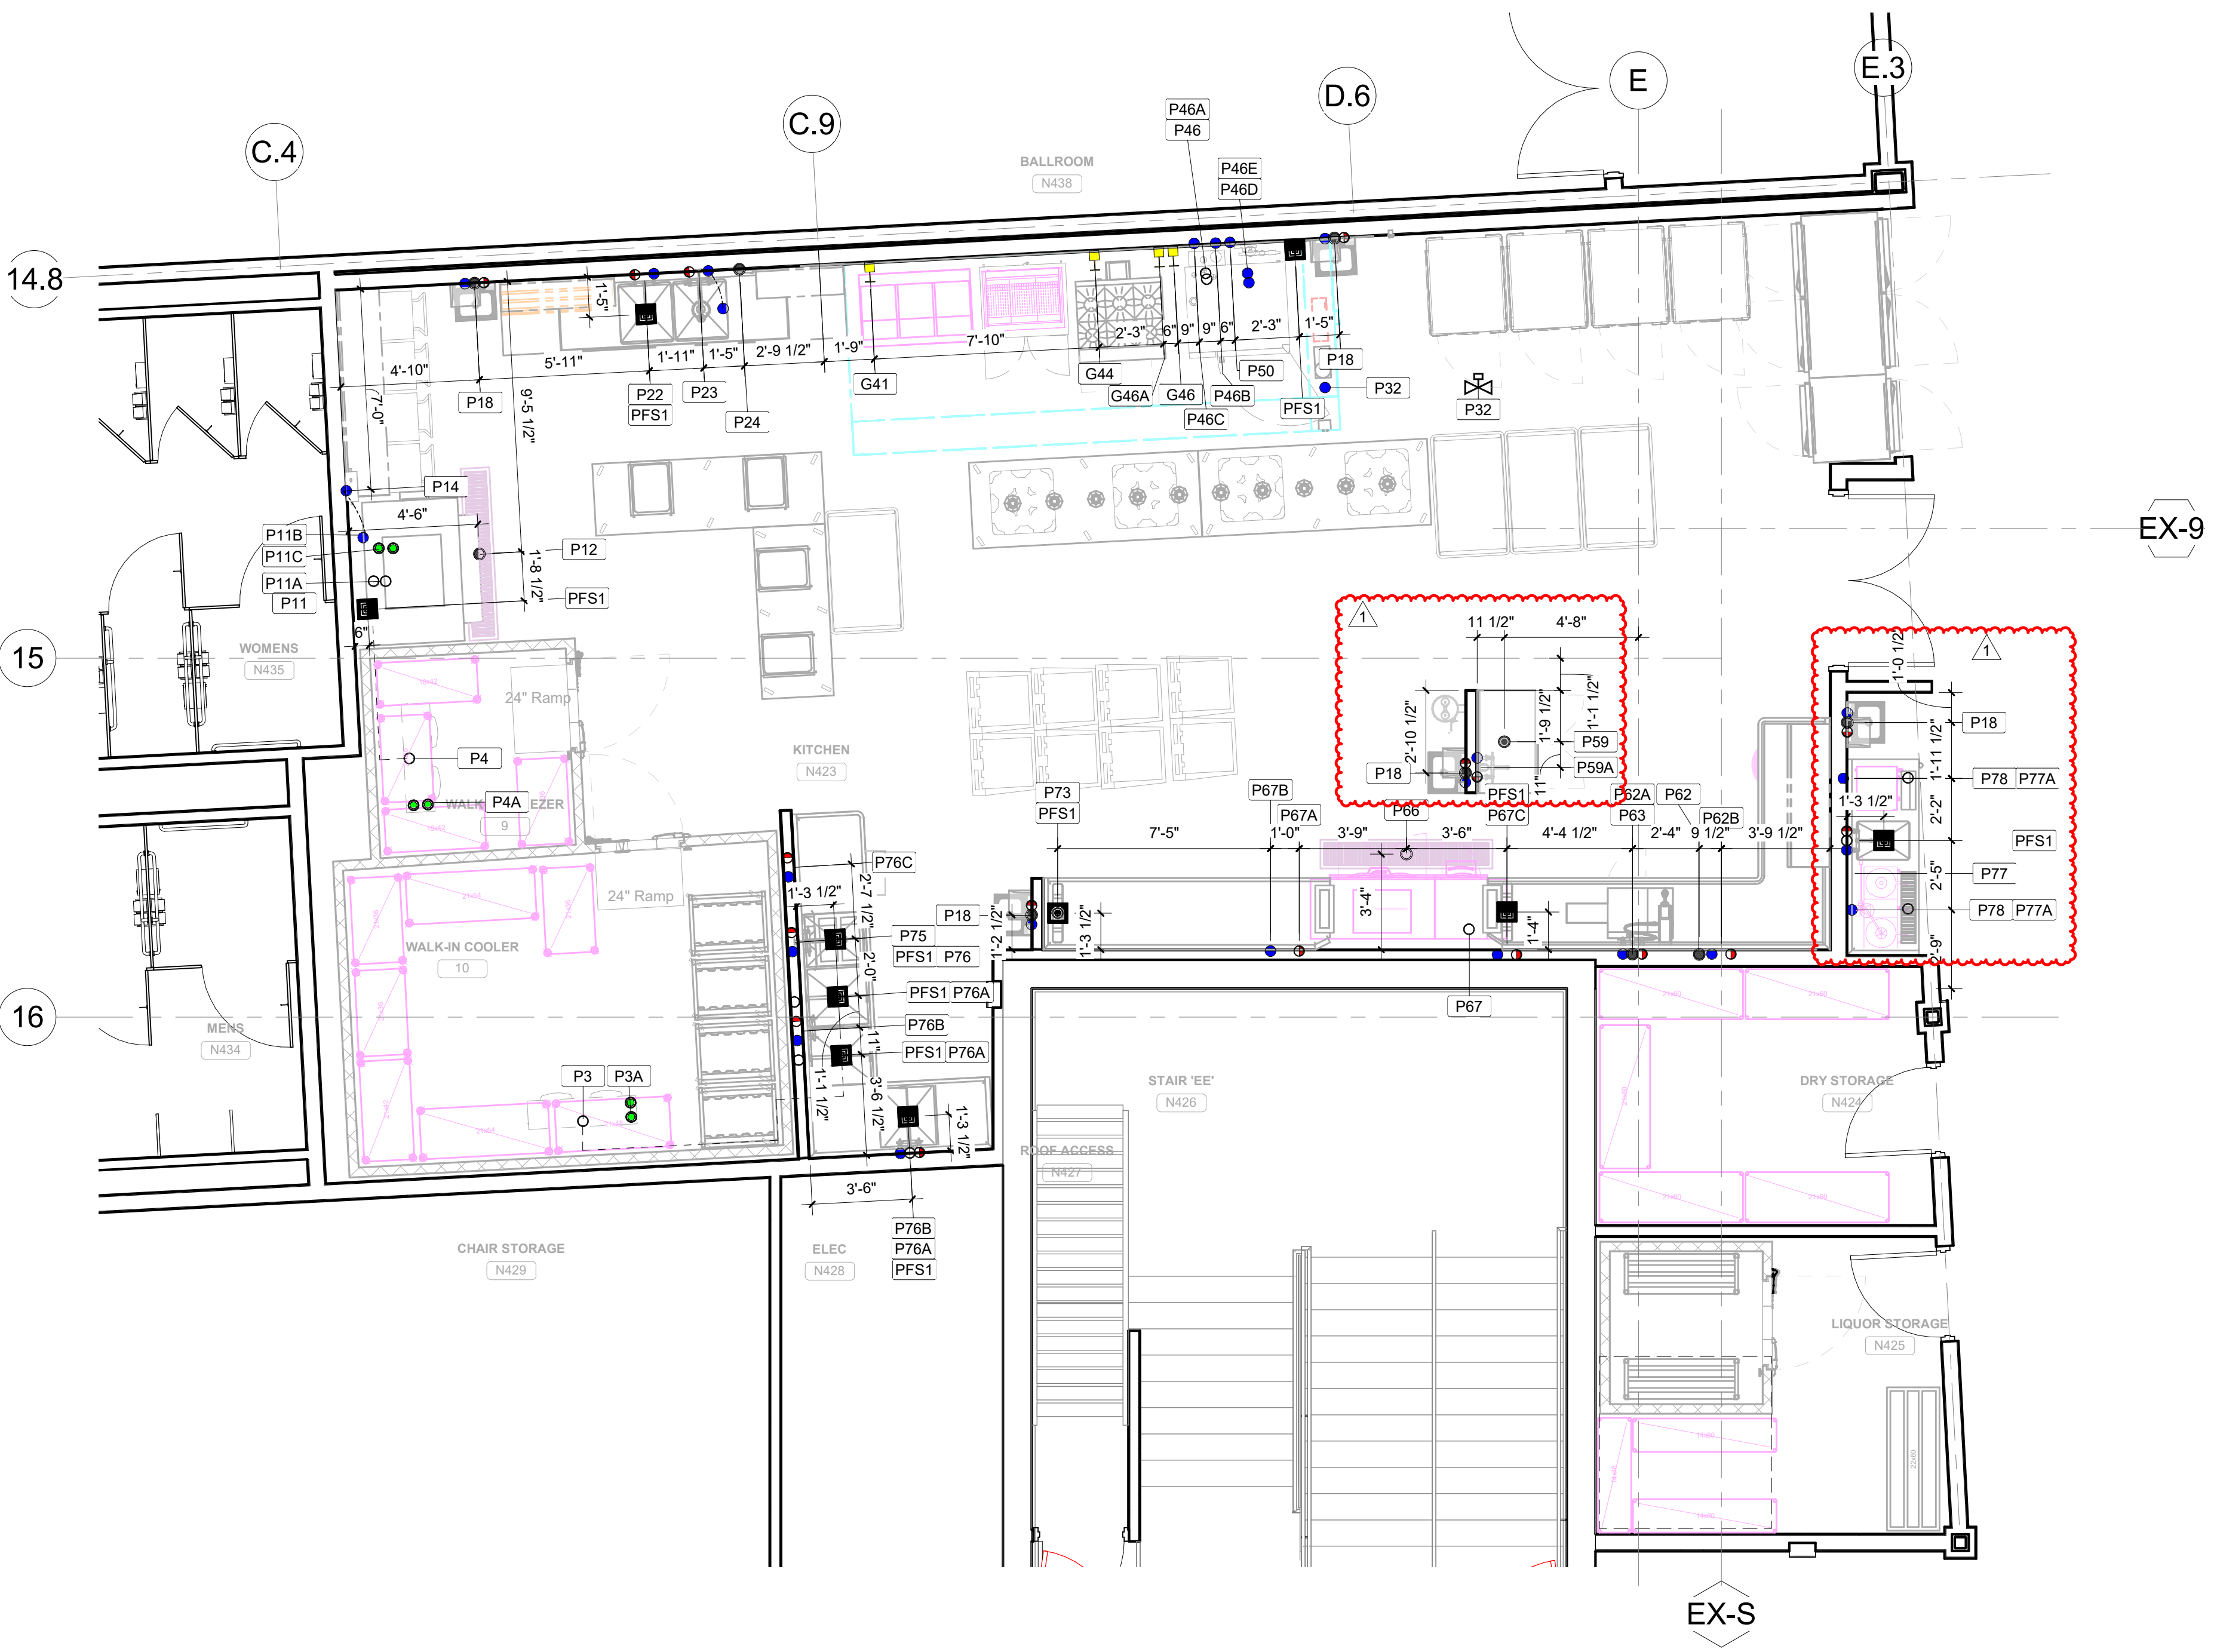 E.3
E
D.6
C.9
C.4
P46A
P46
BALLROOM
N438
P46E
P46D
14.8
1'-5"
4'-10"
5'-11"
1'-11"
1'-5"
2'-9 1/2"
1'-9"
7'-10"
2'-3"
6"
9"
9"
6"
2'-3"
1'-5"
P18
P22
PFS1
P23
P24
G41
G44
G46A
G46
P46C
P46B
P50
PFS1
P18
P32
P32
7'-0"
9'-5 1/2"
P14
4'-6"
P11B
P11C
P12
P11A
P11
1'-8 1/2"
PFS1
6"
EX-9
15
WOMENS
N435
24" Ramp
P4
P4A
WALK-
EZER
9
KITCHEN
N423
1
11 1/2"
4'-8"
2'-10 1/2"
1'-9 1/2"
1'-1 1/2"
P59
P59A
P18
11"
PFS1
1
1'-0 1/2"
P18
1'-11 1/2"
P78
P77A
1'-3 1/2"
2'-2"
PFS1
2'-5"
P77
P78
P77A
2'-9"
P73
PFS1
P67B
P67A
P66
P67C
P62A
P62
P63
P62B
7'-5"
1'-0"
3'-9"
3'-6"
4'-4 1/2"
2'-4"
9 1/2"
3'-9 1/2"
P76C
24" Ramp
2'-7 1/2"
1'-3 1/2"
P18
1'-2 1/2"
1'-3 1/2"
3'-4"
1'-4"
P67
P75
PFS1
P76
2'-0"
PFS1
P76A
P76B
11"
PFS1
P76A
1'-1 1/2"
3'-6 1/2"
1'-3 1/2"
WALK-IN COOLER
10
16
MENS
N434
P3
P3A
3'-6"
P76B
P76A
PFS1
STAIR 'EE'
N426
ROOF ACCESS
N427
DRY STORAGE
N424
21x60
21x60
21x60
21x60
21x54
21x54
CHAIR STORAGE
N429
ELEC
N428
LIQUOR STORAGE
N425
14x60
14x60
22x60
EX-S